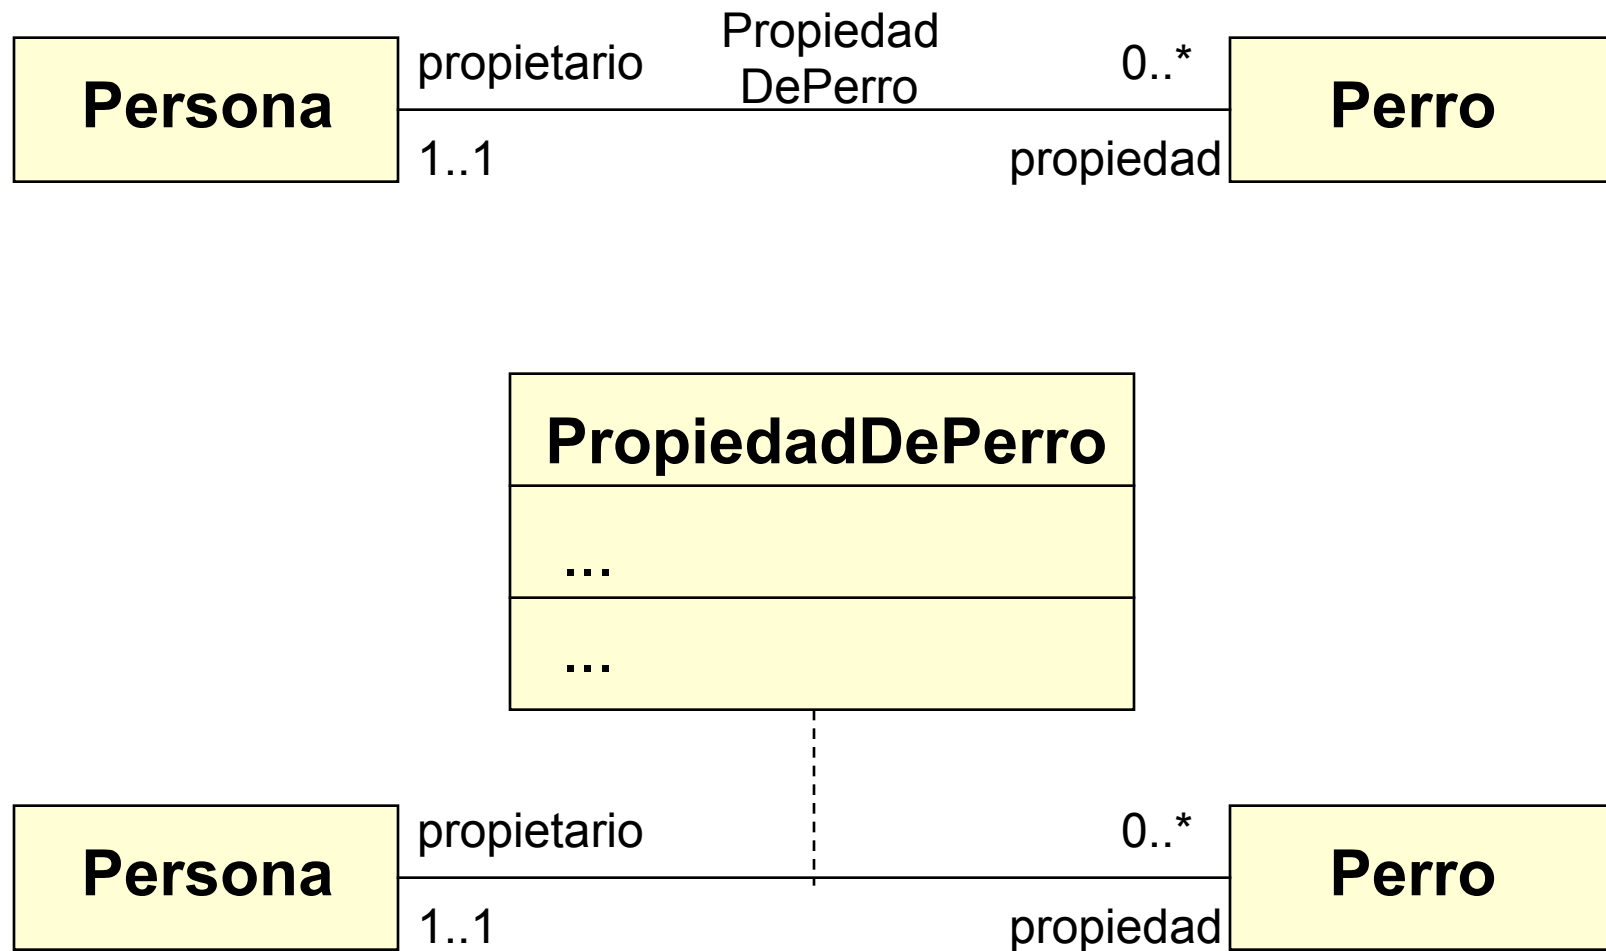 Propiedad
propietario 0..*
DePerro
Persona Perro
1..1 propiedad
PropiedadDePerro
...
...
propietario 0..*
Persona Perro
1..1 propiedad